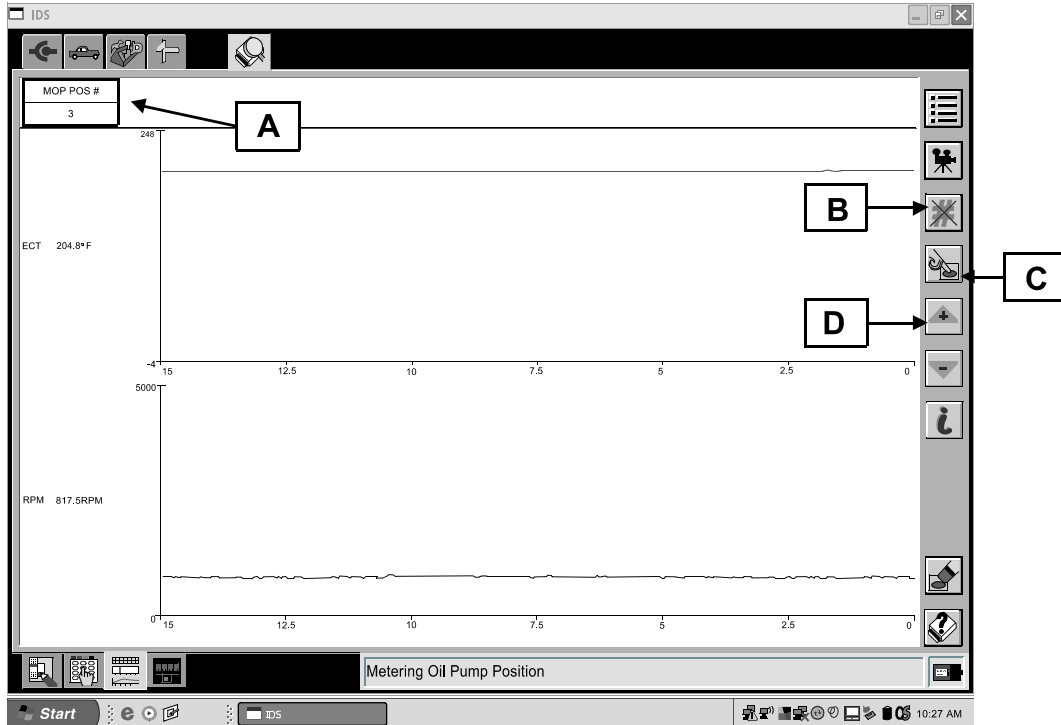 IDS
MOP POS #
3
A
248
B
ECT 204.8°F
C
D
-4
15 12.5 10 7.5 5 2.5 0
5000
RPM 817.5RPM
0
15 12.5 10 7.5 5 2.5 0
Metering Oil Pump Position
Start
IDS
10:27 AM